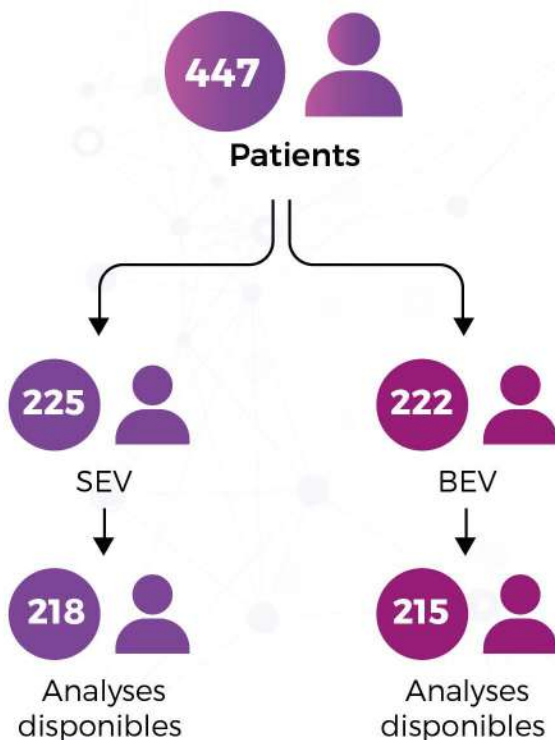 447
Patients
225
222
SEV
BEV
218
215
Analyses
disponibles
Analyses
disponibles